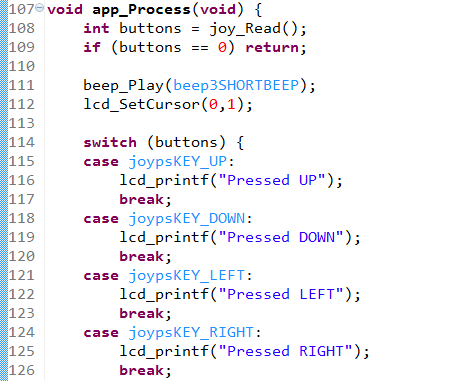 107 void app_Process(void) {
108     int buttons = joy_Read();
109     if (buttons == 0) return;
110
111     beep_Play(beep3SHORTBEEP);
112     lcd_SetCursor(0,1);
113
114     switch (buttons) {
115     case joypsKEY_UP:
116         lcd_printf("Pressed UP");
117         break;
118     case joypsKEY_DOWN:
119         lcd_printf("Pressed DOWN");
120         break;
121     case joypsKEY_LEFT:
122         lcd_printf("Pressed LEFT");
123         break;
124     case joypsKEY_RIGHT:
125         lcd_printf("Pressed RIGHT");
126         break;